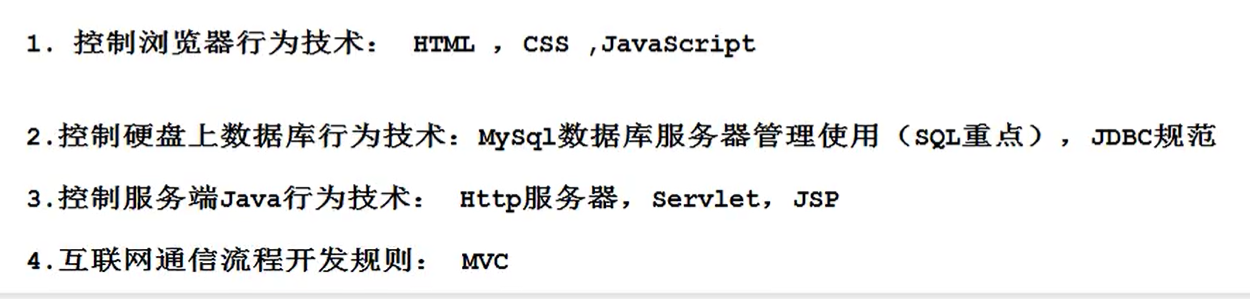 1. 控制浏览器行为技术： HTML ，CSS ,JavaScript
2.控制硬盘上数据库行为技术：MySql数据库服务器管理使用（SQL重点），JDBC规范
3.控制服务端Java行为技术： Http服务器，Servlet，JSP
4.互联网通信流程开发规则： MVC